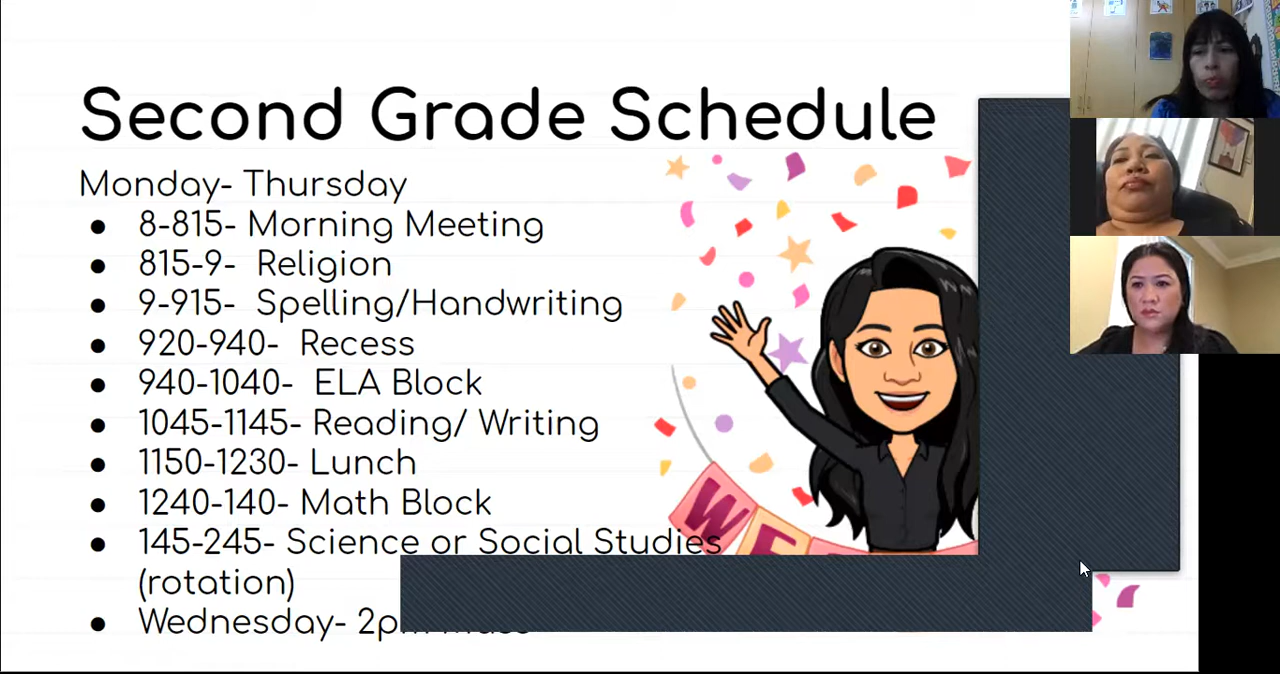 Second Grade Schedule
Monday- Thursday
● 8-815- Morning Meeting
● 815-9- Religion
● 9-915- Spelling/Handwriting
● 920-940- Recess
● 940-1040- ELA Block
● 1045-1145- Reading/ Writing
● 1150-1230- Lunch
● 1240-140- Math Block
● 145-245- Science or Social Studies
(rotation)
● Wednesday- 2pm
WE